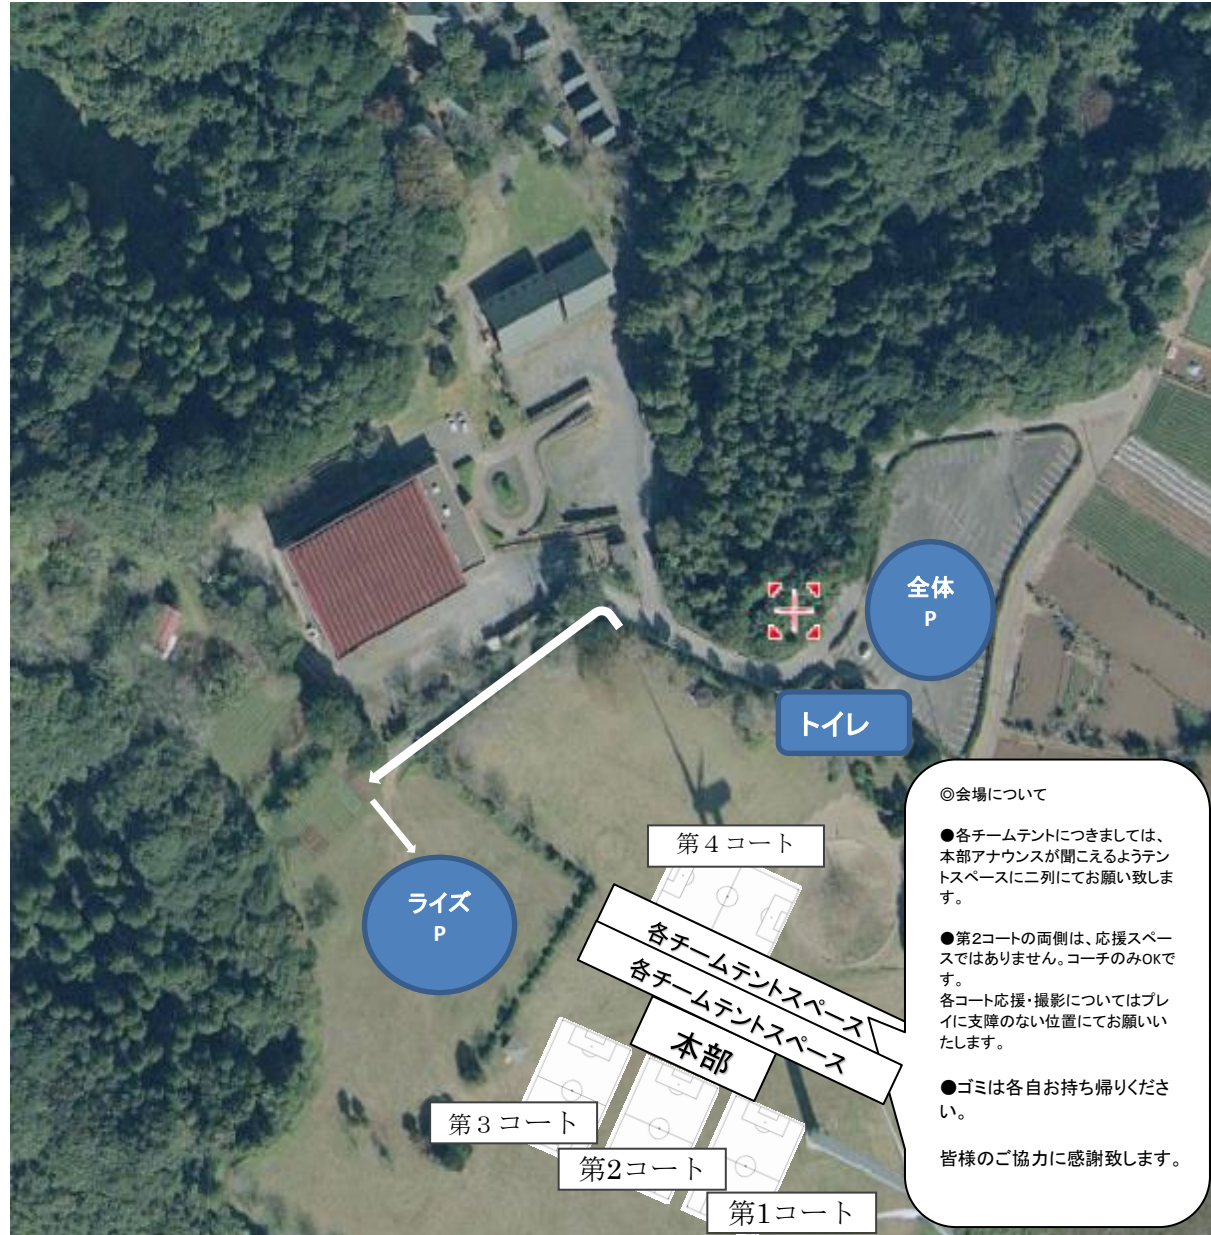 全体
P
トイレ
ライズ
P
第４コート
各チームテントスペース
各チームテントスペース
本部
第３コート
第2コート
第1コート
◎会場について
●各チームテントにつきましては、
本部アナウンスが聞こえるようテン
トスペースに二列にてお願い致しま
す。
●第2コートの両側は、応援スペー
スではありません。コーチのみOKで
す。
各コート応援・撮影についてはプレ
イに支障のない位置にてお願いい
たします。
●ゴミは各自お持ち帰りくださ
い。
皆様のご協力に感謝致します。